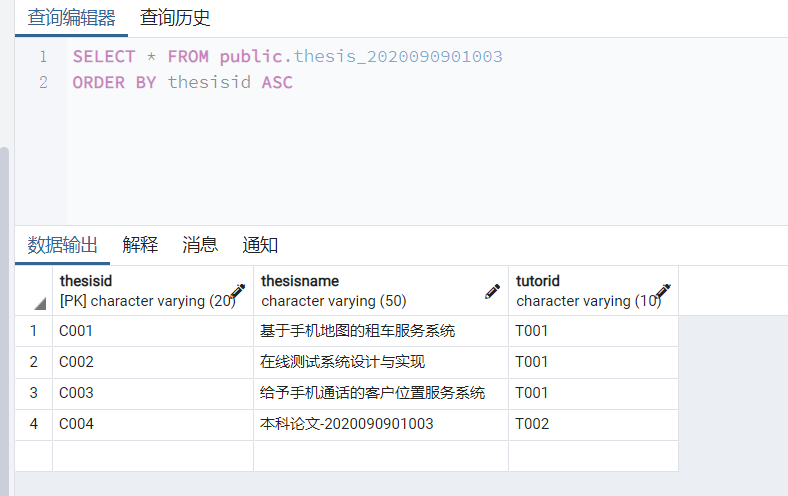 查询编辑器 查询历史
1 SELECT * FROM public.thesis_2020090901003
2 ORDER BY thesisid ASC
数据输出 解释 消息 通知
thesisid thesisname tutorid
[PK] character varying (20) character varying (50) character varying (10)
1 C001 基于手机地图的租车服务系统 T001
2 C002 在线测试系统设计与实现 T001
3 C003 给予手机通话的客户位置服务系统 T001
4 C004 本科论文-2020090901003 T002